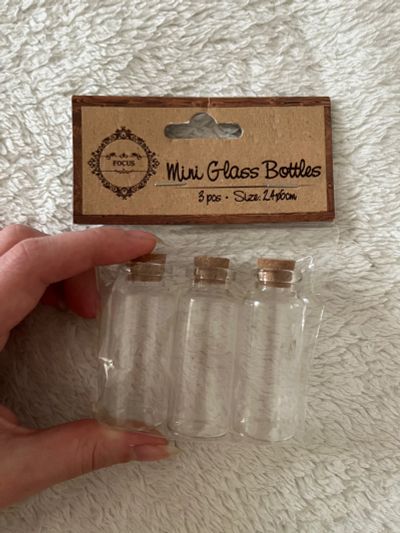 FOCUS
Mini Glass Bottles
3 pcs • Size: 2.4x6cm